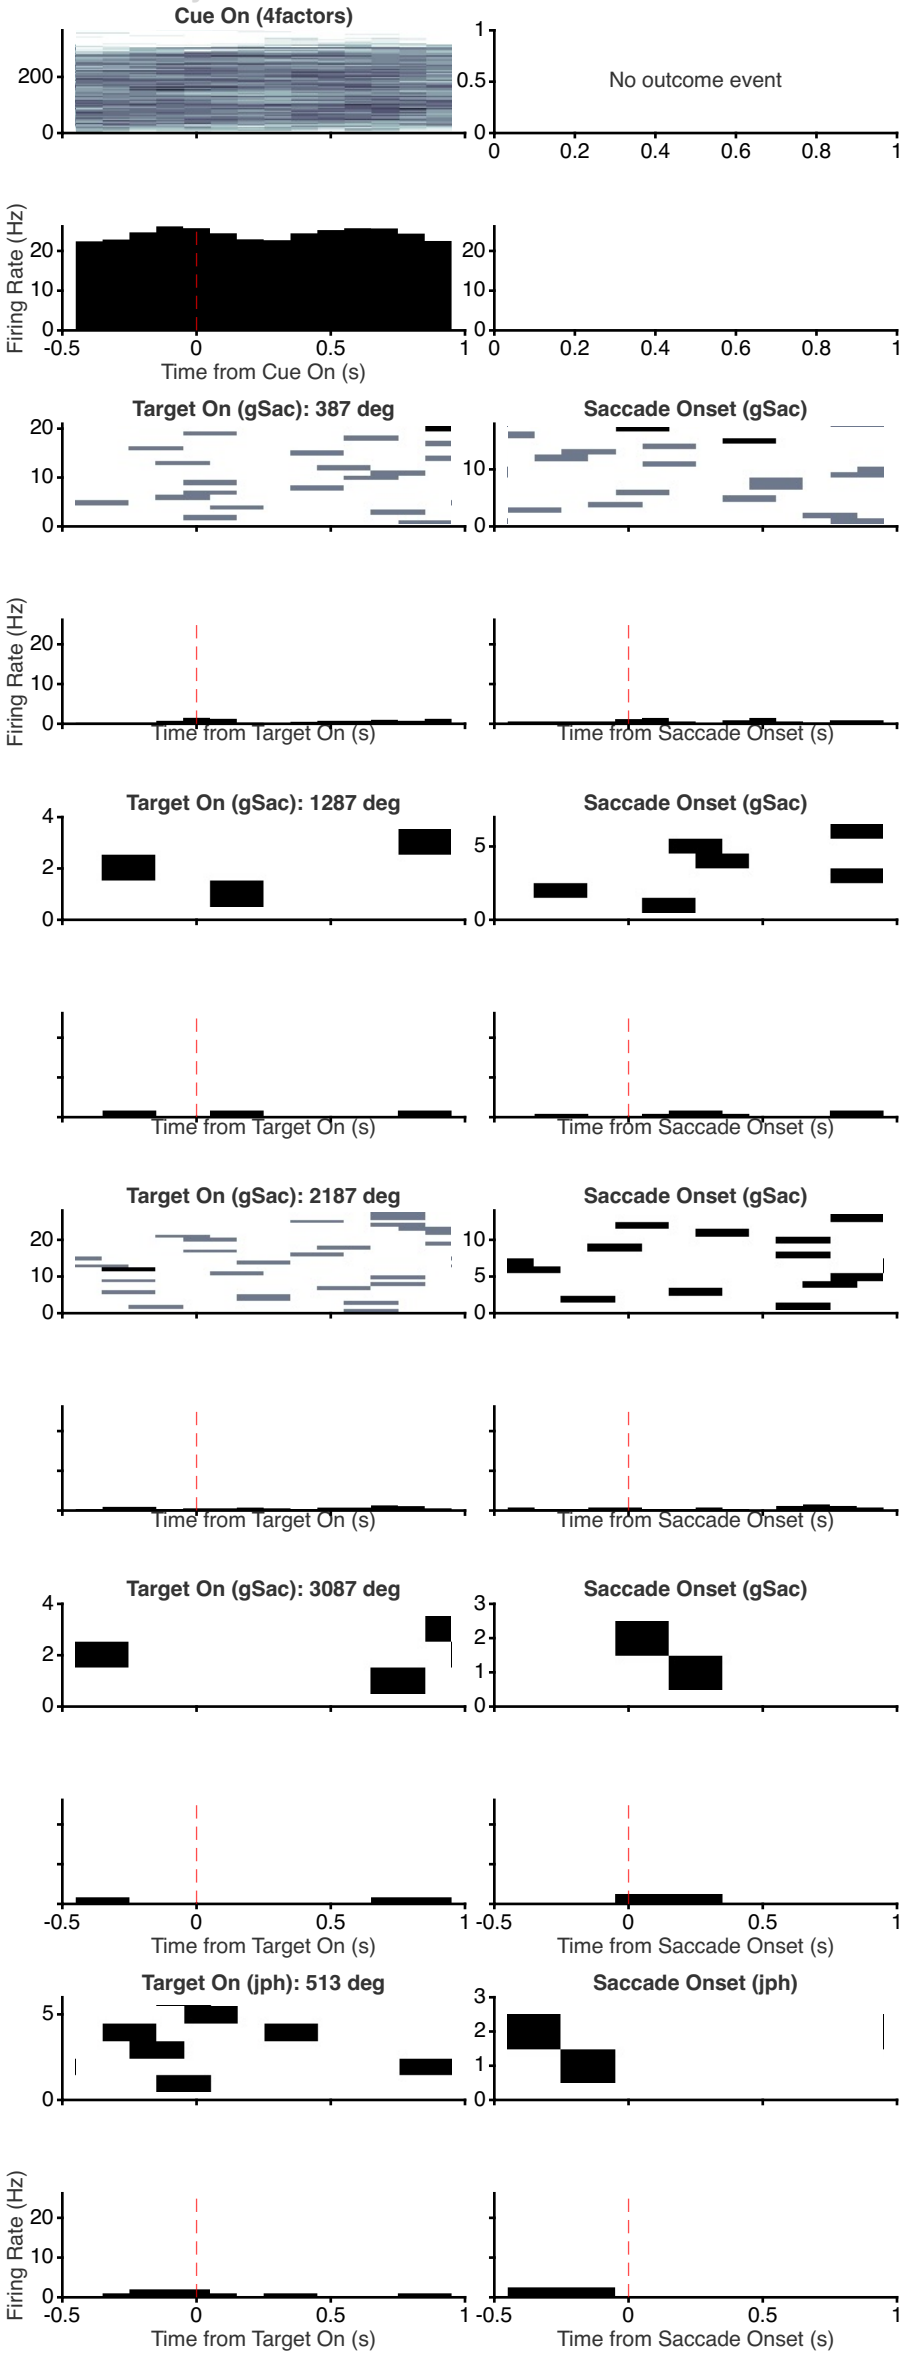 Cue On (4factors)
200
0
1
0.5
0
No outcome event
0 0.2 0.4 0.6 0.8 1
Firing Rate (Hz)
20
10
0
-0.5 0 0.5 1
Time from Cue On (s)
20
10
0
0 0.2 0.4 0.6 0.8 1
Target On (gSac): 387 deg
20
10
0
Saccade Onset (gSac)
10
0
Firing Rate (Hz)
20
10
0
Time from Target On (s)
20
10
0
Time from Saccade Onset (s)
Target On (gSac): 1287 deg
4
2
0
Saccade Onset (gSac)
5
0
Time from Target On (s)
Time from Saccade Onset (s)
Target On (gSac): 2187 deg
20
10
0
Saccade Onset (gSac)
10
5
0
Time from Target On (s)
Time from Saccade Onset (s)
Target On (gSac): 3087 deg
4
2
0
Saccade Onset (gSac)
3
2
1
0
-0.5 0 0.5 1
Time from Target On (s)
-0.5 0 0.5 1
Time from Saccade Onset (s)
Target On (jph): 513 deg
5
0
Saccade Onset (jph)
3
2
1
0
Firing Rate (Hz)
20
10
0
-0.5 0 0.5 1
Time from Target On (s)
-0.5 0 0.5 1
Time from Saccade Onset (s)